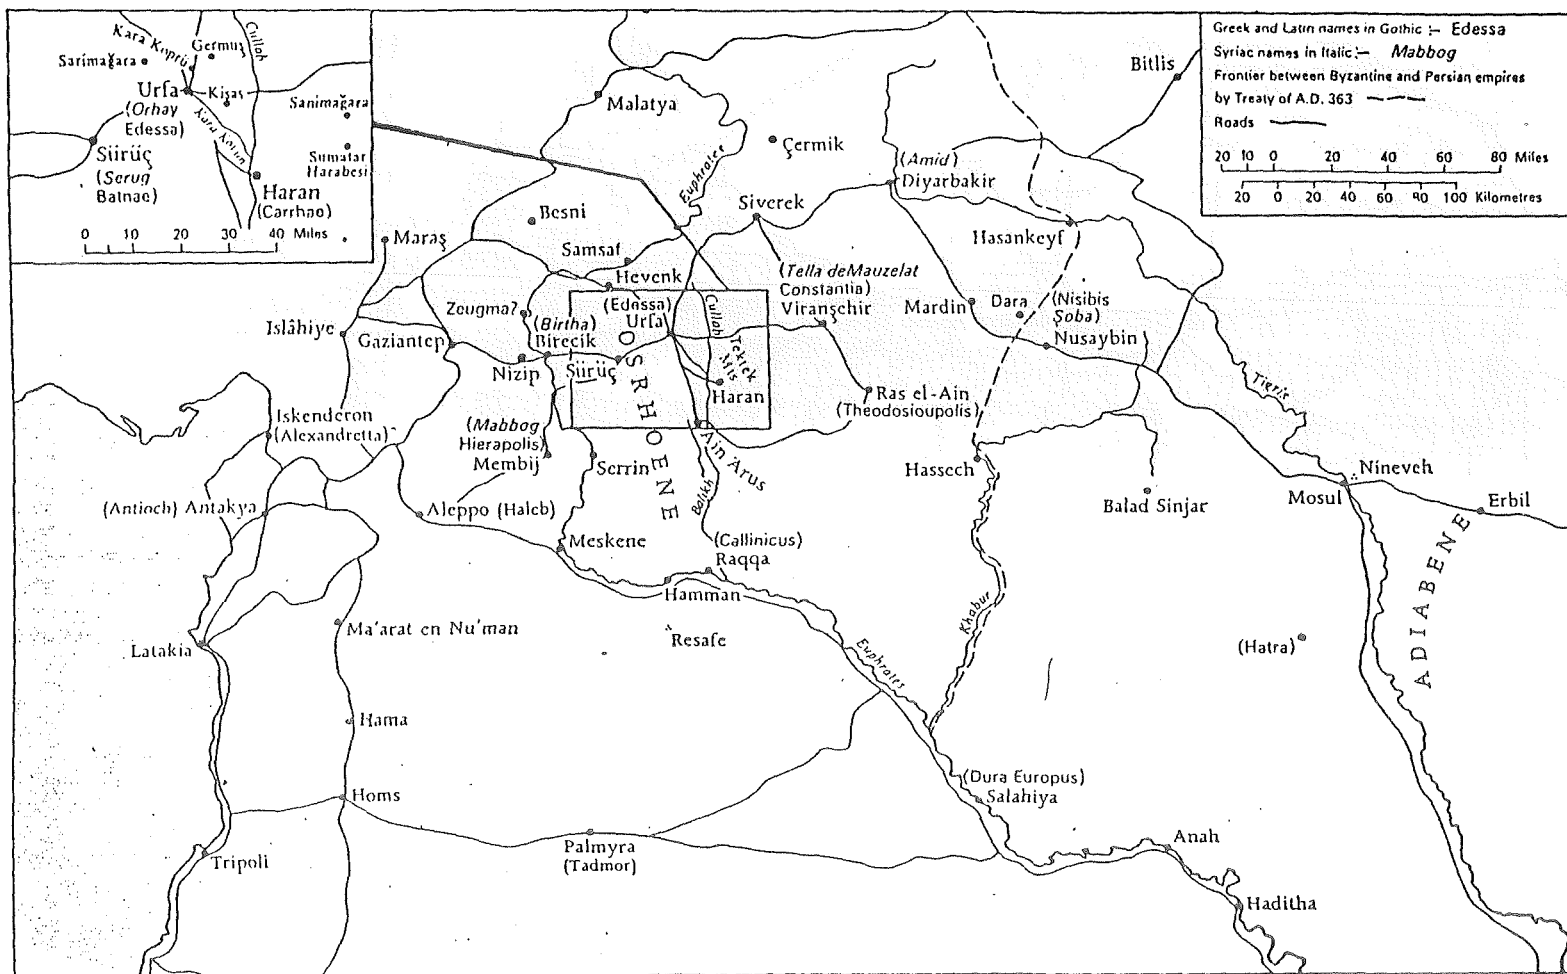 Kara Koprü
Cullab
Germuş
Sarimağara
Urfa
Kisas
(Orhay
Edessa)
Sanimağara
Sürüç
(Serug
Batnae)
Sumatar
Harabesi
Haran
(Carrhae)
0 10 20 30 40 Miles
Greek and Latin names in Gothic :- Edessa
Syriac names in Italic :- Mabbog
Frontier between Byzantine and Persian empires
by Treaty of A.D. 363
Roads
20 10 0 20 40 60 80 Miles
20 0 20 40 60 80 100 Kilometres
Bitlis
Malatya
Çermik
Euphrates
(Amid)
Diyarbakir
Siverek
Besni
Hasankeyf
Maraş
Samsat
Hevenk
(Tella deMauzelat
Constantia)
Viranşehir
Mardin
Dara
(Nisibis
Şoba)
Nusaybin
Zeugma?
(Edessa)
Urfa
Cullab
Tektek
Mts
Islâhiye
Gaziantep
(Birtha)
Birecik
Nizip
Sürüç
Haran
OSRHOENE
Ras el-Ain
(Theodosioupolis)
Tigris
Iskenderon
(Alexandretta)
(Mabbog
Hierapolis)
Membij
Serrin
Ain Arus
Hassech
Nineveh
Mosul
Erbil
Balad Sinjar
(Antioch) Antakya
Aleppo (Haleb)
Balikh
Meskene
(Callinicus)
Raqqa
Hamman
ADIABENE
Khabur
Ma'arat en Nu'man
Resafe
Latakia
Euphrates
(Hatra)
Hama
(Dura Europus)
Salahiya
Homs
Palmyra
(Tadmor)
Tripoli
Anah
Haditha